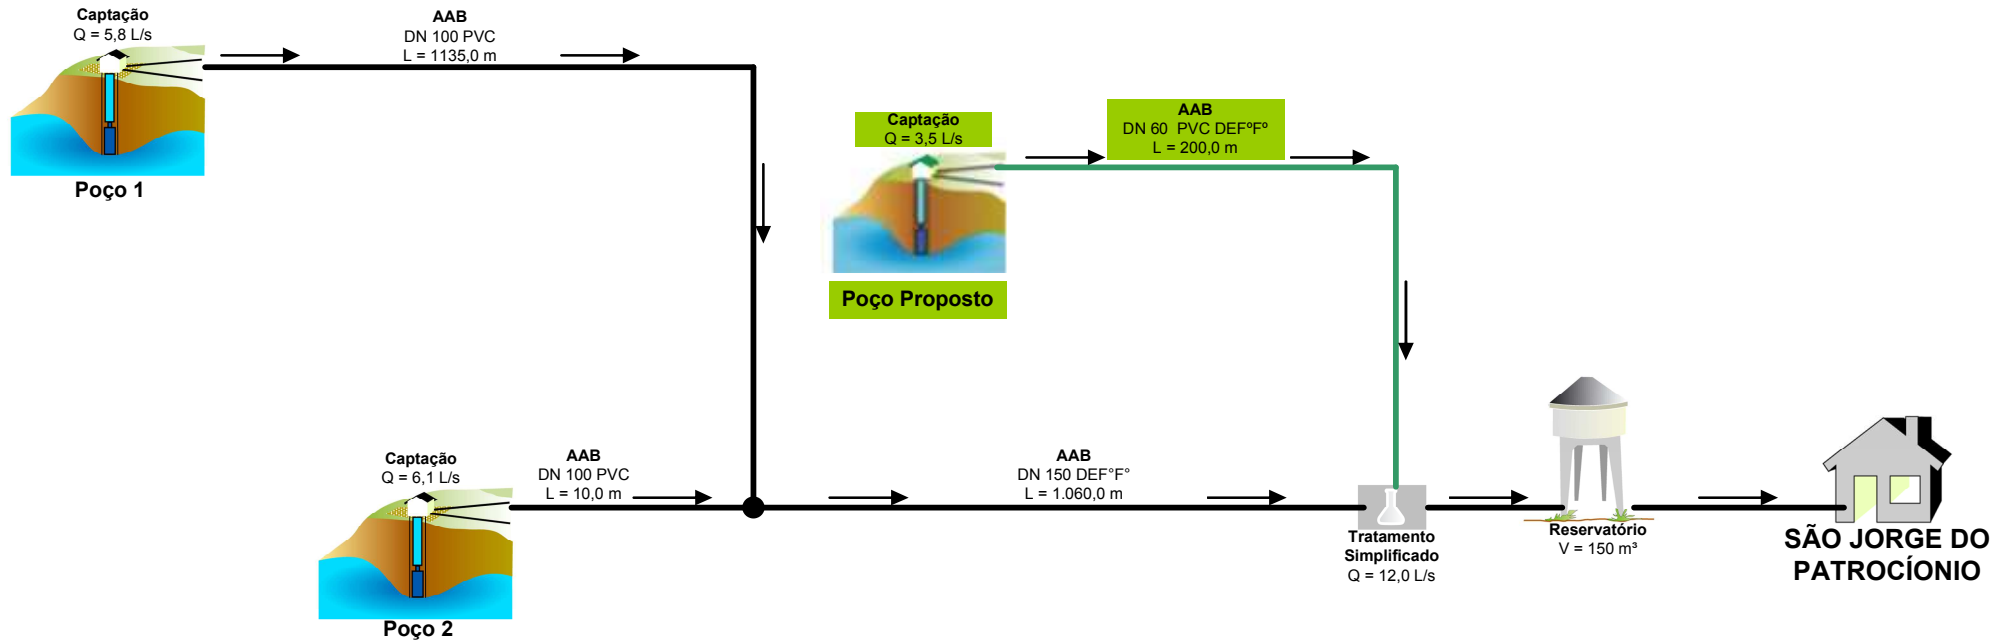 Captação
Q = 5,8 L/s
AAB
DN 100 PVC
L = 1135,0 m
Poço 1
Captação
Q = 3,5 L/s
AAB
DN 60  PVC DEFºFº
L = 200,0 m
Poço Proposto
Captação
Q = 6,1 L/s
AAB
DN 100 PVC
L = 10,0 m
Poço 2
AAB
DN 150 DEF°F°
L = 1.060,0 m
Tratamento
Simplificado
Q = 12,0 L/s
Reservatório
V = 150 m³
SÃO JORGE DO
PATROCÍONIO